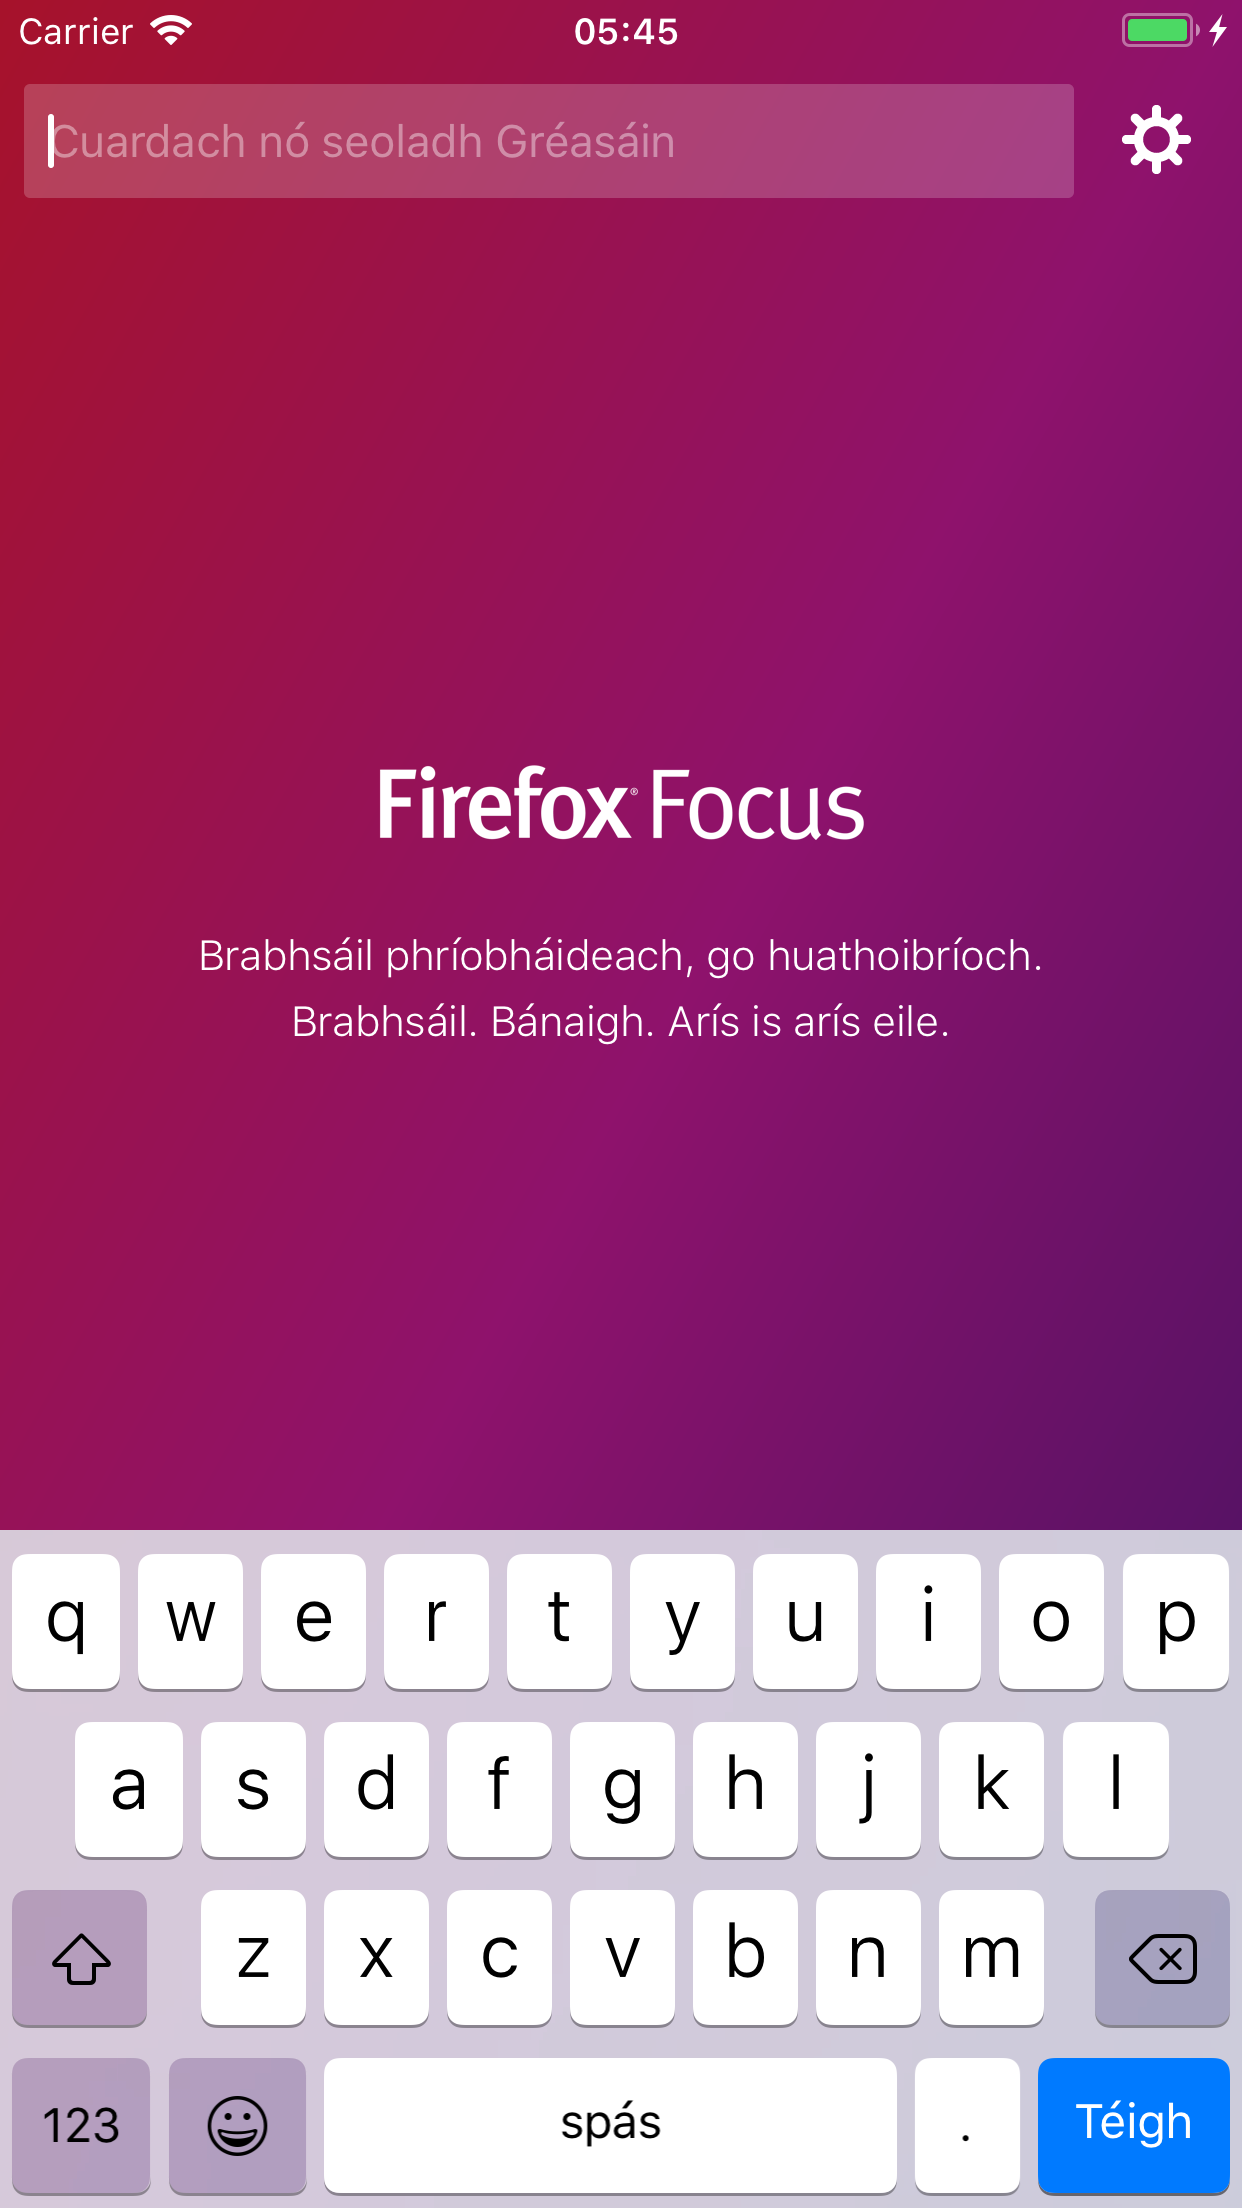 Carrier 05:45
Cuardach nó seoladh Gréasáin
Firefox® Focus
Brabhsáil phríobháideach, go huathoibríoch.
Brabhsáil. Bánaigh. Arís is arís eile.
q w e r t y u i o p
a s d f g h j k l
z x c v b n m
123 spás . Téigh